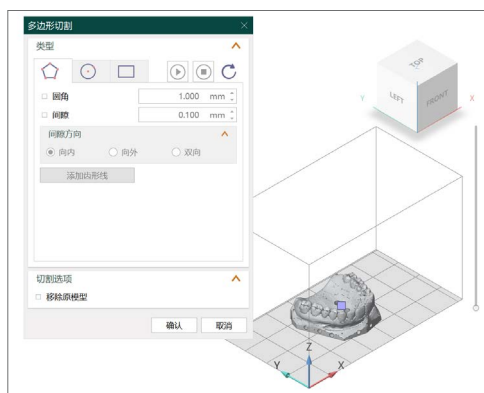 多边形切割
类型
圆角 1.000 mm
间隙 0.100 mm
间隙方向
向内 向外 双向
添加齿形线
切割选项
移除原模型
确认 取消
TOP
LEFT FRONT
Y X
Z
Y X